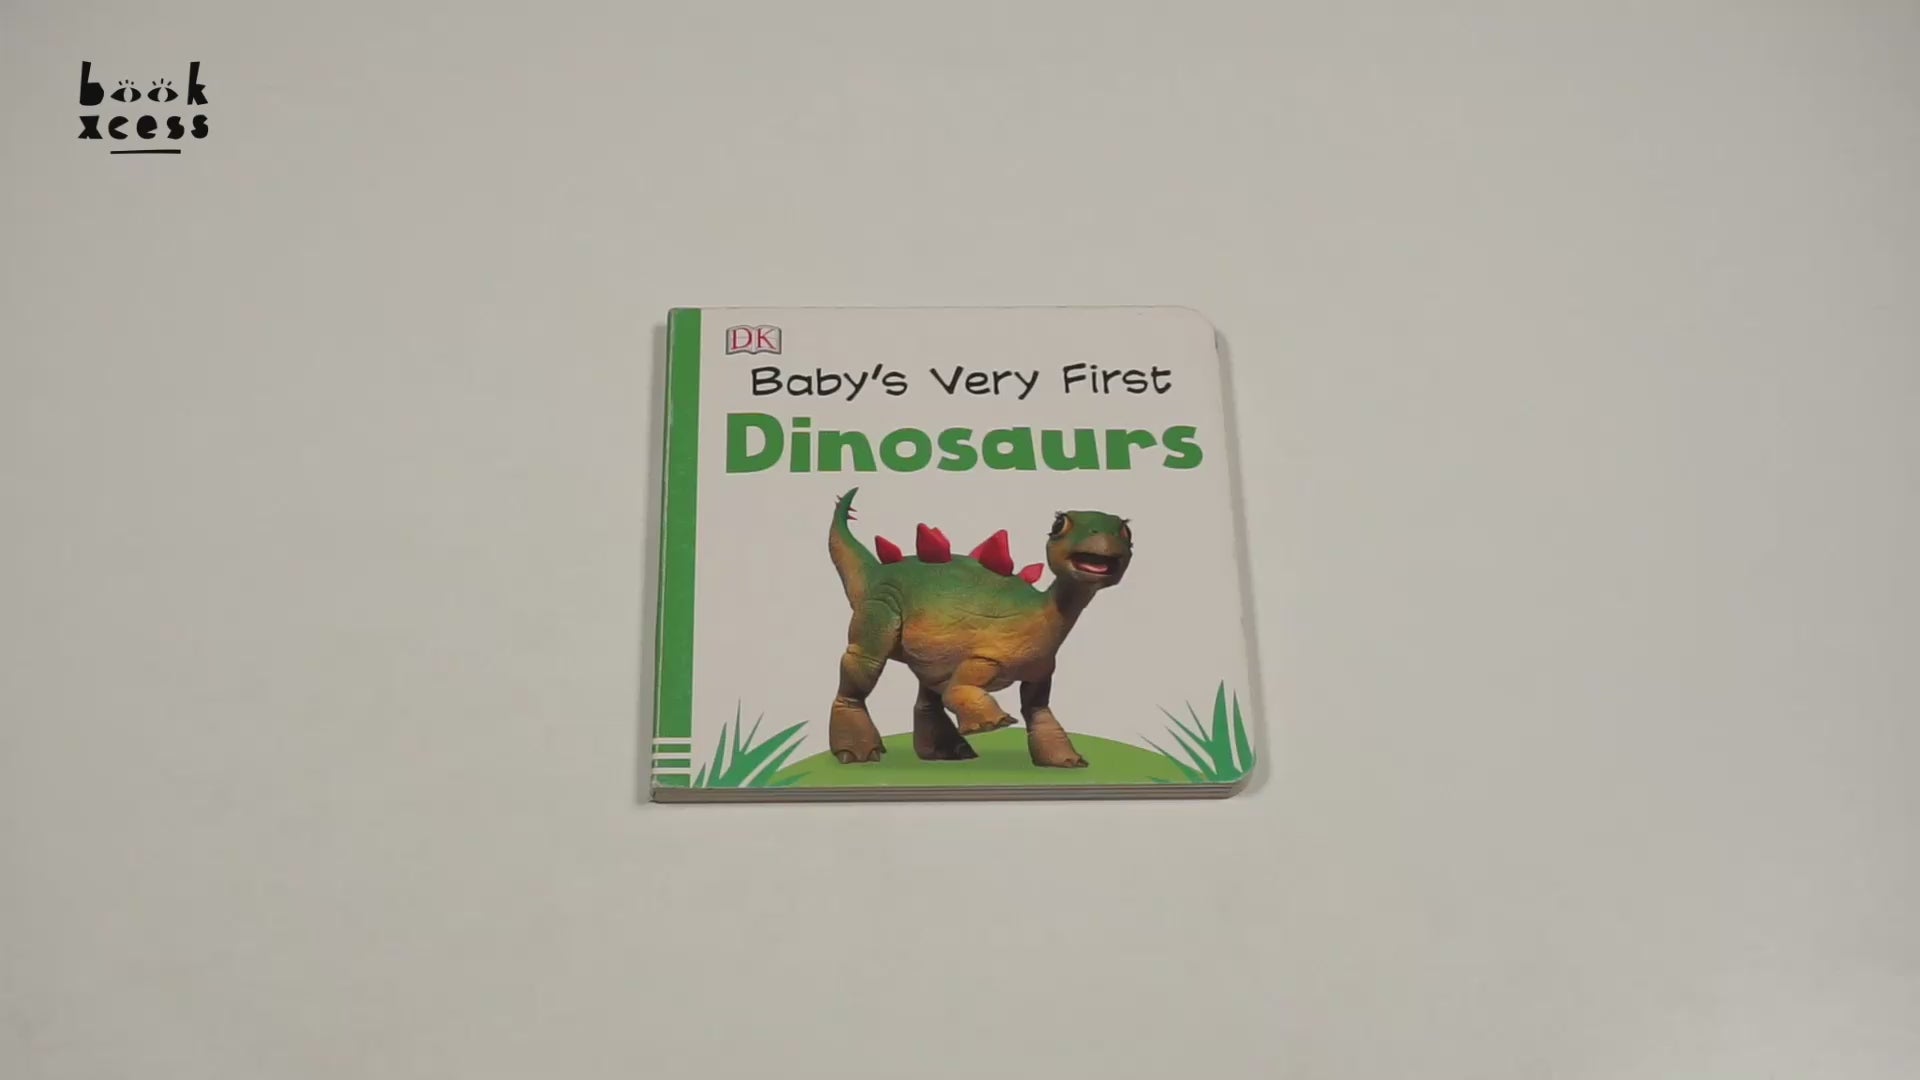 book
xcess
DK
Baby's Very First
Dinosaurs